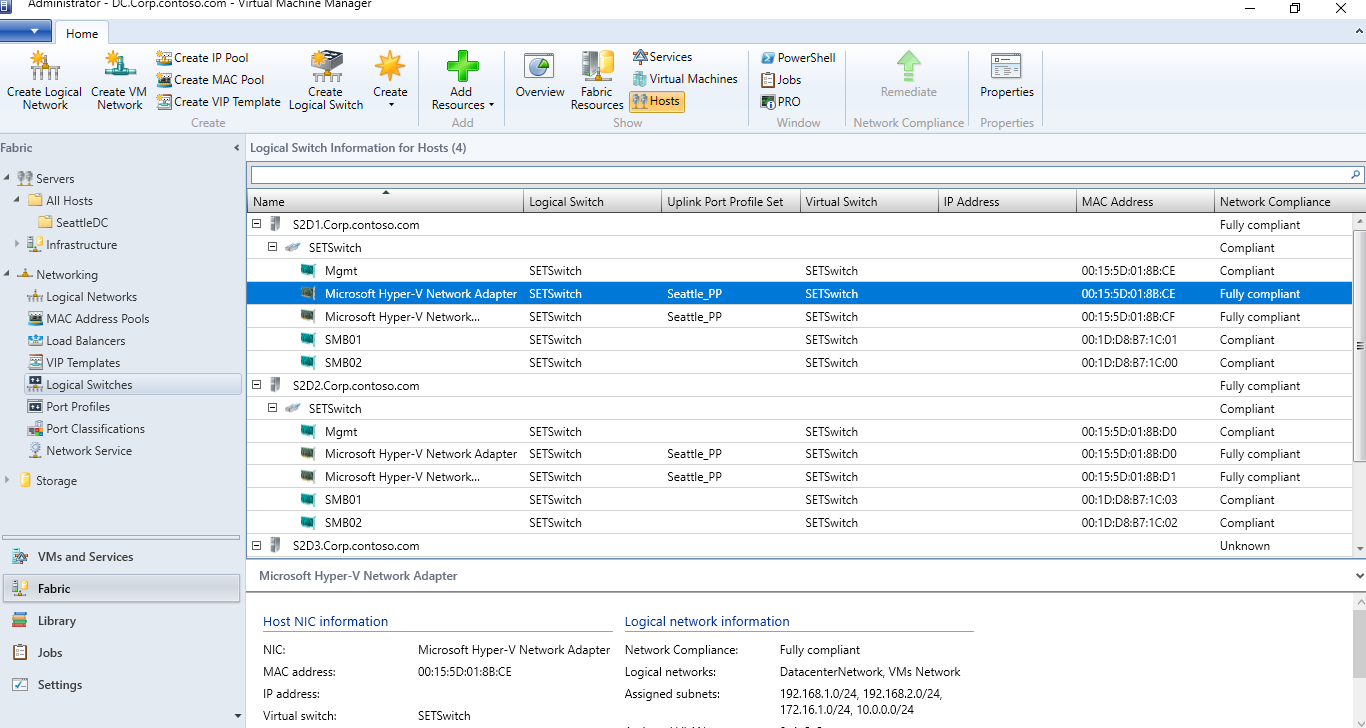 Administrator - DC.Corp.contoso.com - Virtual Machine Manager
Home
Create Logical Network
Create VM Network
Create IP Pool
Create MAC Pool
Create VIP Template
Create Logical Switch
Create
Create
Add Resources
Add
Overview
Fabric Resources
Services
Virtual Machines
Hosts
Show
PowerShell
Jobs
PRO
Window
Remediate
Network Compliance
Properties
Properties
Fabric
Servers
All Hosts
SeattleDC
Infrastructure
Networking
Logical Networks
MAC Address Pools
Load Balancers
VIP Templates
Logical Switches
Port Profiles
Port Classifications
Network Service
Storage
VMs and Services
Fabric
Library
Jobs
Settings
Logical Switch Information for Hosts (4)
Name Logical Switch Uplink Port Profile Set Virtual Switch IP Address MAC Address Network Compliance
S2D1.Corp.contoso.com Fully compliant
SETSwitch Compliant
Mgmt SETSwitch SETSwitch 00:15:5D:01:8B:CE Compliant
Microsoft Hyper-V Network Adapter SETSwitch Seattle_PP SETSwitch 00:15:5D:01:8B:CE Fully compliant
Microsoft Hyper-V Network... SETSwitch Seattle_PP SETSwitch 00:15:5D:01:8B:CF Fully compliant
SMB01 SETSwitch SETSwitch 00:1D:D8:B7:1C:01 Compliant
SMB02 SETSwitch SETSwitch 00:1D:D8:B7:1C:00 Compliant
S2D2.Corp.contoso.com Fully compliant
SETSwitch Compliant
Mgmt SETSwitch SETSwitch 00:15:5D:01:8B:D0 Compliant
Microsoft Hyper-V Network Adapter SETSwitch Seattle_PP SETSwitch 00:15:5D:01:8B:D0 Fully compliant
Microsoft Hyper-V Network... SETSwitch Seattle_PP SETSwitch 00:15:5D:01:8B:D1 Fully compliant
SMB01 SETSwitch SETSwitch 00:1D:D8:B7:1C:03 Compliant
SMB02 SETSwitch SETSwitch 00:1D:D8:B7:1C:02 Compliant
S2D3.Corp.contoso.com Unknown
Microsoft Hyper-V Network Adapter
Host NIC information
NIC: Microsoft Hyper-V Network Adapter
MAC address: 00:15:5D:01:8B:CE
IP address:
Virtual switch: SETSwitch
Logical network information
Network Compliance: Fully compliant
Logical networks: DatacenterNetwork, VMs Network
Assigned subnets: 192.168.1.0/24, 192.168.2.0/24,
172.16.1.0/24, 10.0.0.0/24